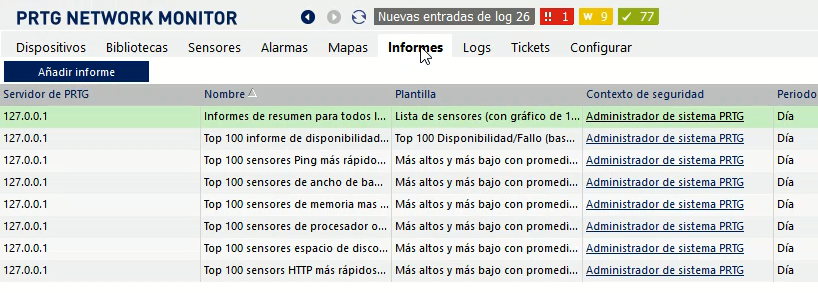 PRTG NETWORK MONITOR Nuevas entradas de log 26 !! 1 W 9 ✓ 77
Dispositivos Bibliotecas Sensores Alarmas Mapas Informes Logs Tickets Configurar
Añadir informe
Servidor de PRTG Nombre Plantilla Contexto de seguridad Periodo
127.0.0.1 Informes de resumen para todos l... Lista de sensores (con gráfico de 1... Administrador de sistema PRTG Día
127.0.0.1 Top 100 informe de disponibilidad... Top 100 Disponibilidad/Fallo (bas... Administrador de sistema PRTG Día
127.0.0.1 Top 100 sensores Ping más rápido... Más altos y más bajo con promedi... Administrador de sistema PRTG Día
127.0.0.1 Top 100 sensores de ancho de ba... Más altos y más bajo con promedi... Administrador de sistema PRTG Día
127.0.0.1 Top 100 sensores de memoria mas ... Más altos y más bajo con promedi... Administrador de sistema PRTG Día
127.0.0.1 Top 100 sensores de procesador o... Más altos y más bajo con promedi... Administrador de sistema PRTG Día
127.0.0.1 Top 100 sensores espacio de disco... Más altos y más bajo con promedi... Administrador de sistema PRTG Día
127.0.0.1 Top 100 sensors HTTP más rápidos... Más altos y más bajo con promedi... Administrador de sistema PRTG Día